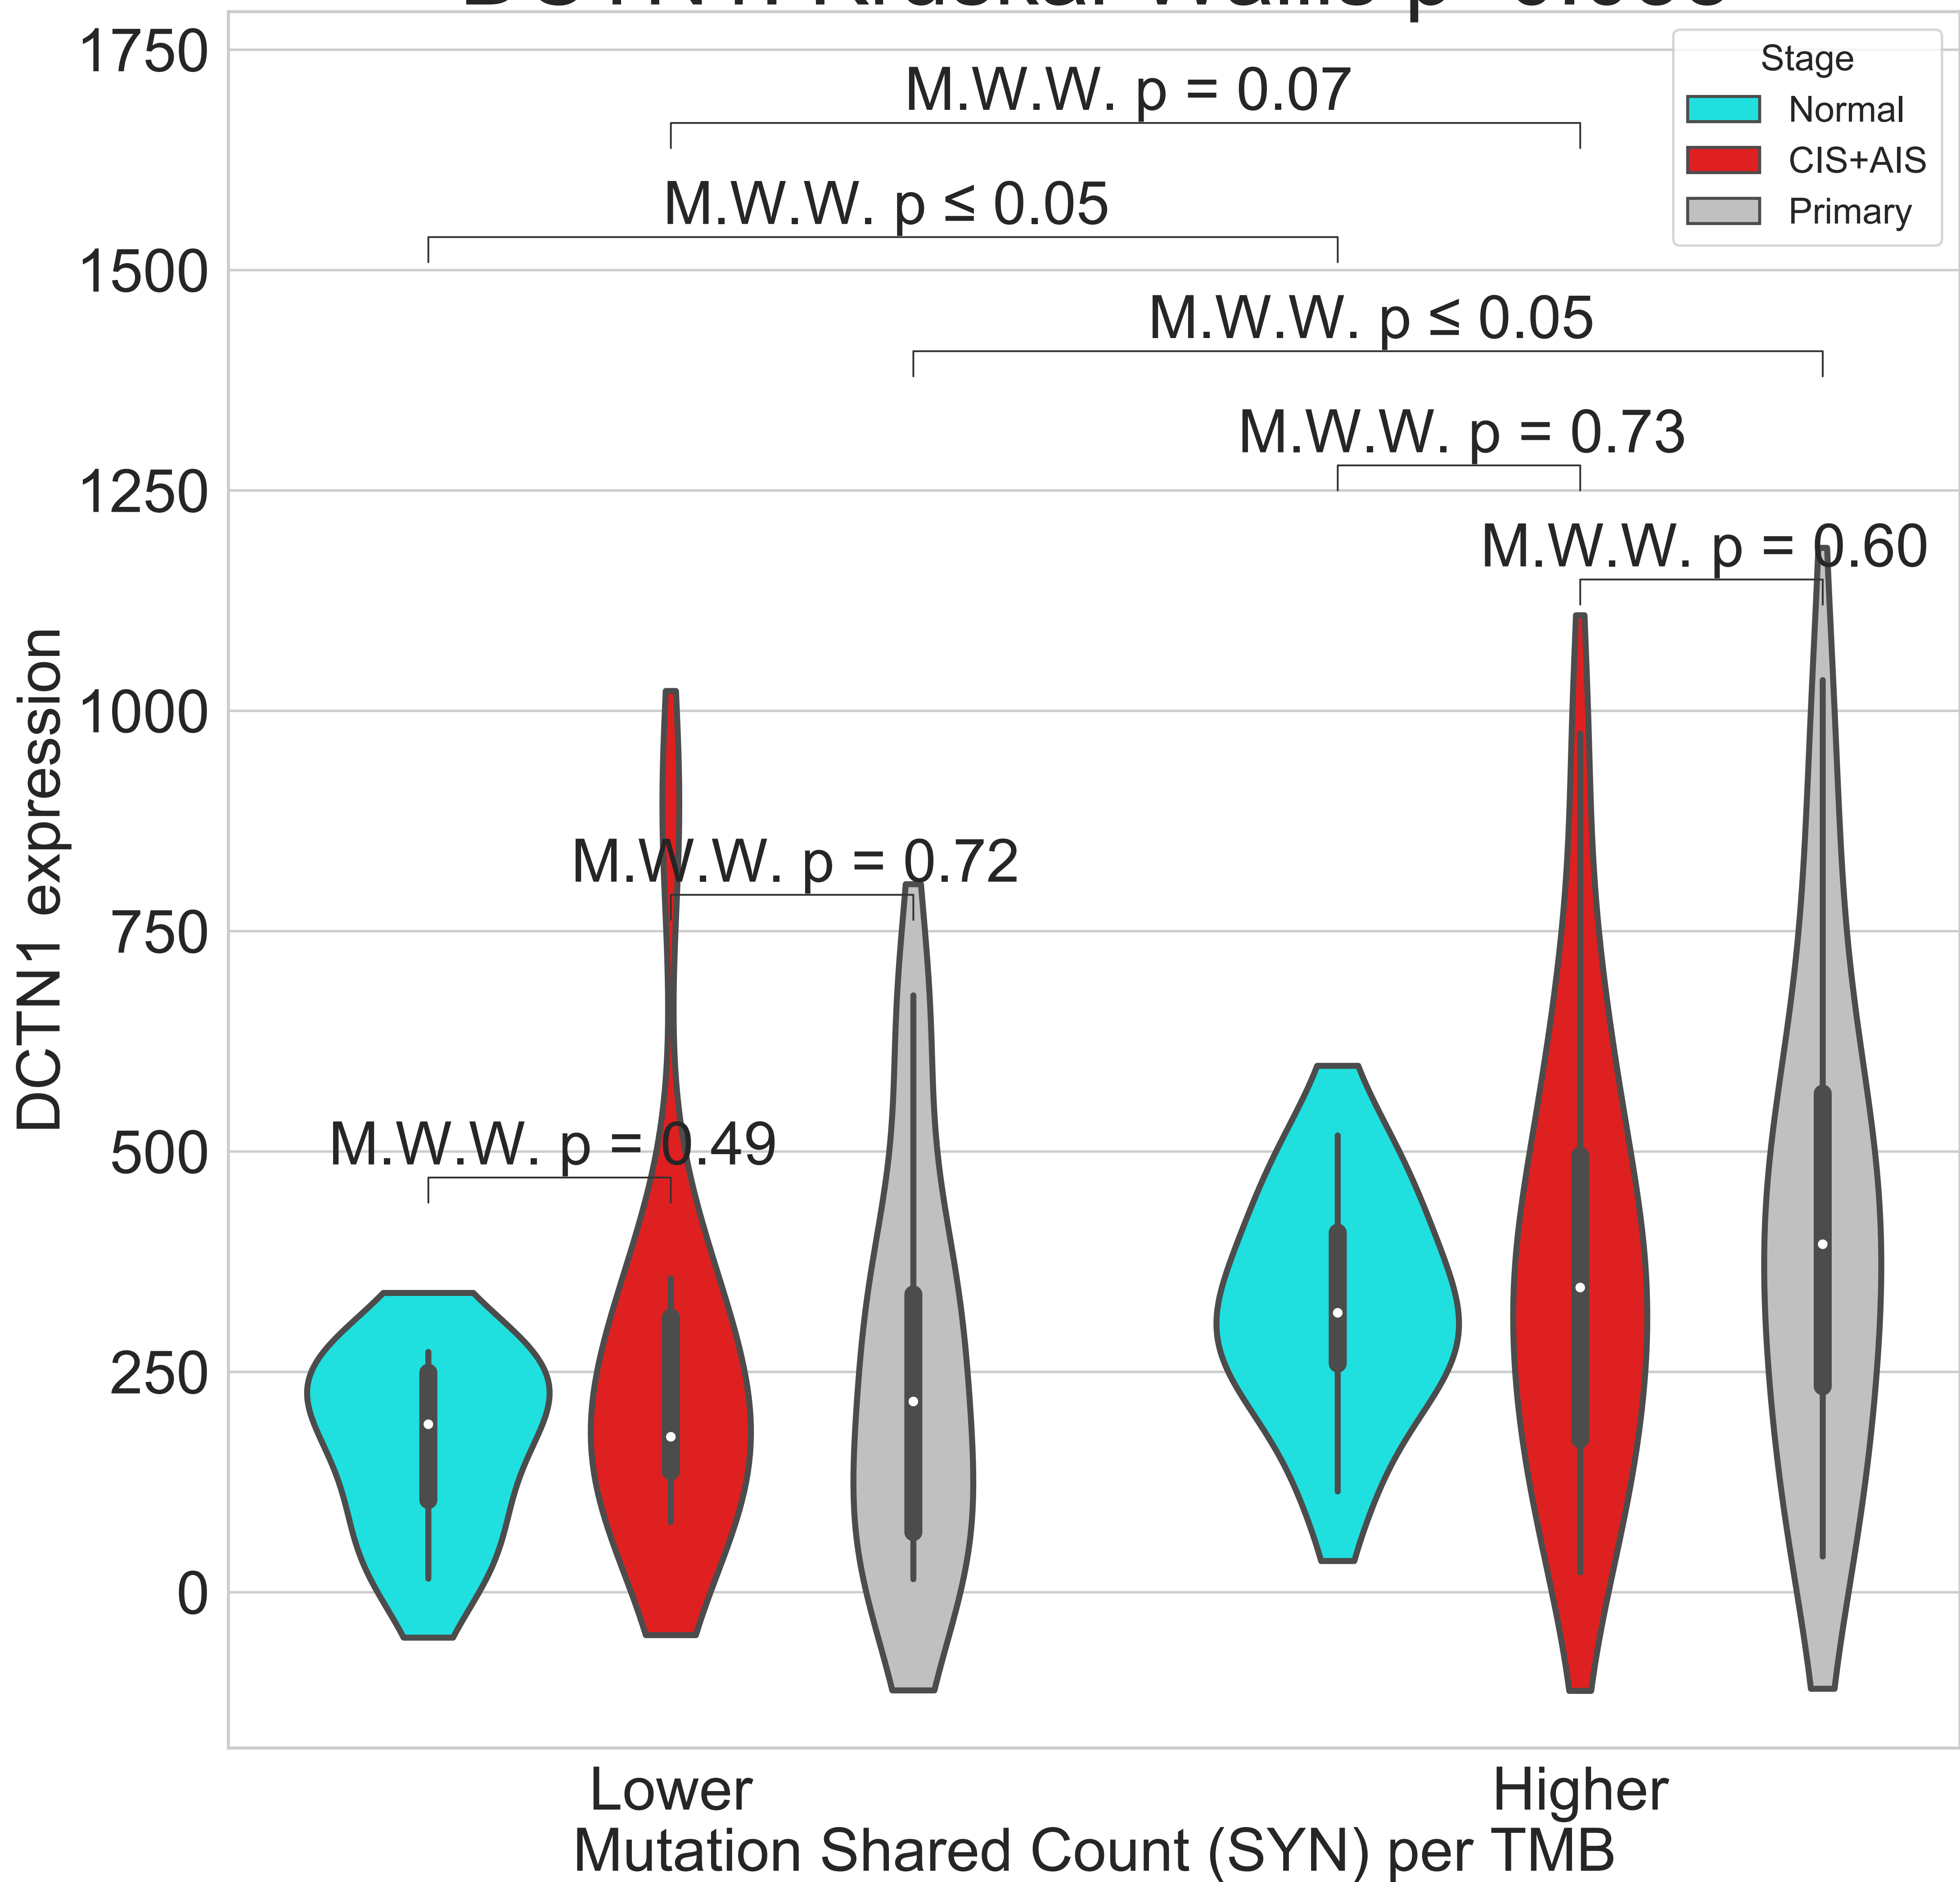 1750
M.W.W. p = 0.07
Stage
Normal
CIS+AIS
Primary
M.W.W. p ≤ 0.05
1500
M.W.W. p ≤ 0.05
M.W.W. p = 0.73
1250
M.W.W. p = 0.60
1000
M.W.W. p = 0.72
750
DCTN1 expression
M.W.W. p = 0.49
500
250
0
Lower
Higher
Mutation Shared Count (SYN) per TMB